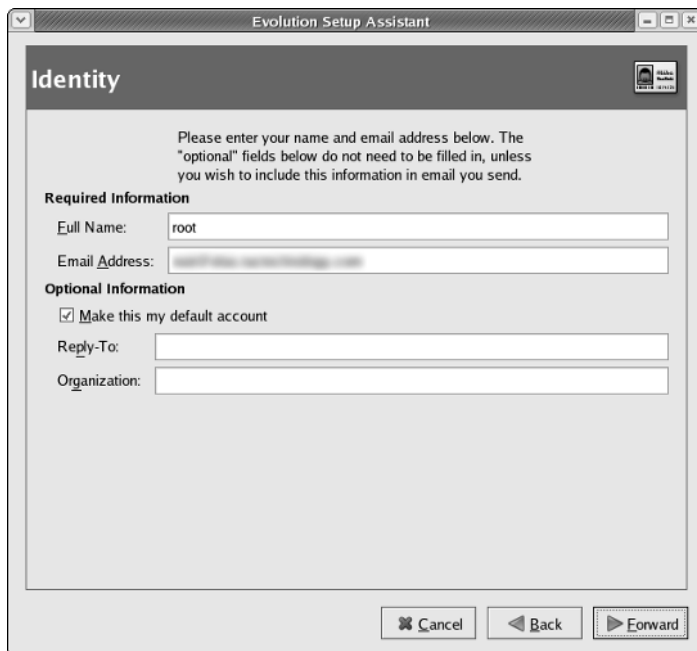 Evolution Setup Assistant
Identity
Please enter your name and email address below. The
"optional" fields below do not need to be filled in, unless
you wish to include this information in email you send.
Required Information
Full Name: root
Email Address:
Optional Information
Make this my default account
Reply-To:
Organization:
Cancel Back Forward